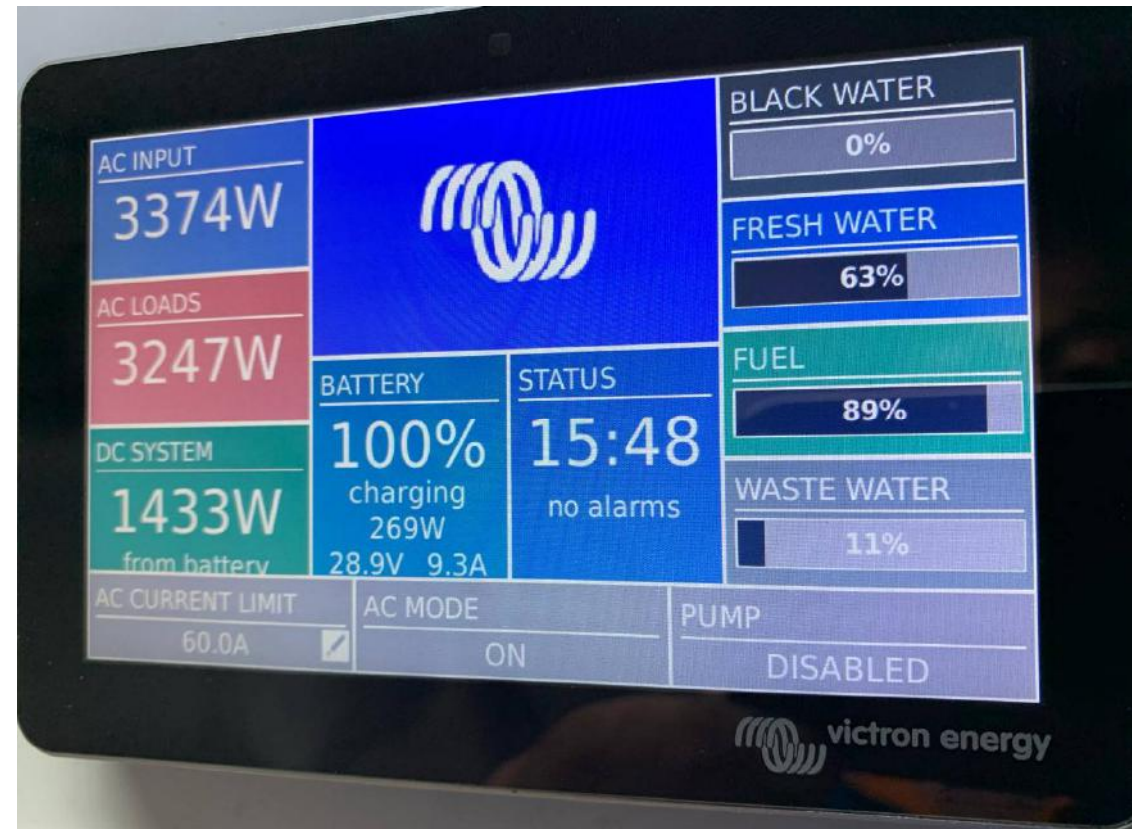 AC INPUT
3374W
AC LOADS
3247W
DC SYSTEM
1433W
from battery
BATTERY
100%
charging
269W
28.9V 9.3A
STATUS
15:48
no alarms
BLACK WATER
0%
FRESH WATER
63%
FUEL
89%
WASTE WATER
11%
AC CURRENT LIMIT
60.0A
AC MODE
ON
PUMP
DISABLED
victron energy